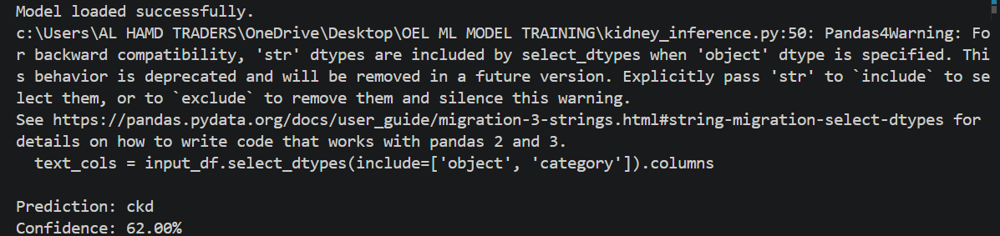 Model loaded successfully.
c:\Users\AL HAMD TRADERS\OneDrive\Desktop\OEL ML MODEL TRAINING\kidney_inference.py:50: Pandas4Warning: Fo
r backward compatibility, 'str' dtypes are included by select_dtypes when 'object' dtype is specified. Thi
s behavior is deprecated and will be removed in a future version. Explicitly pass 'str' to `include` to se
lect them, or to `exclude` to remove them and silence this warning.
See https://pandas.pydata.org/docs/user_guide/migration-3-strings.html#string-migration-select-dtypes for
details on how to write code that works with pandas 2 and 3.
  text_cols = input_df.select_dtypes(include=['object', 'category']).columns

Prediction: ckd
Confidence: 62.00%